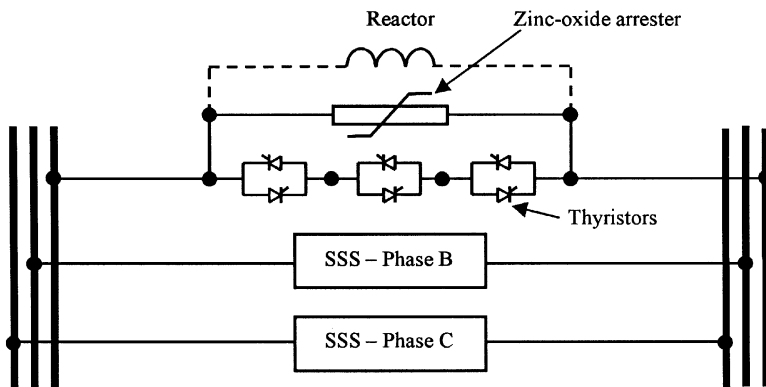 Reactor
Zinc-oxide arrester
Thyristors
SSS – Phase B
SSS – Phase C